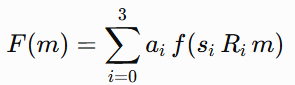 F(m) = \sum_{i=0}^{3} a_i f(s_i R_i m)